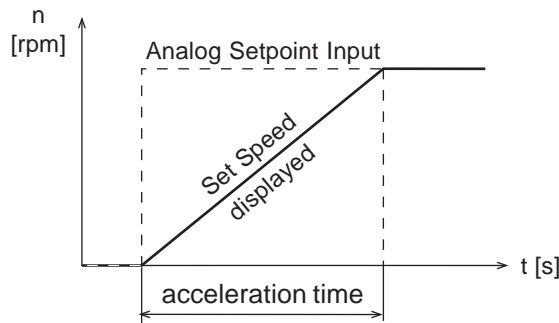 n
[rpm]
Analog Setpoint Input
Set Speed
displayed
t [s]
acceleration time